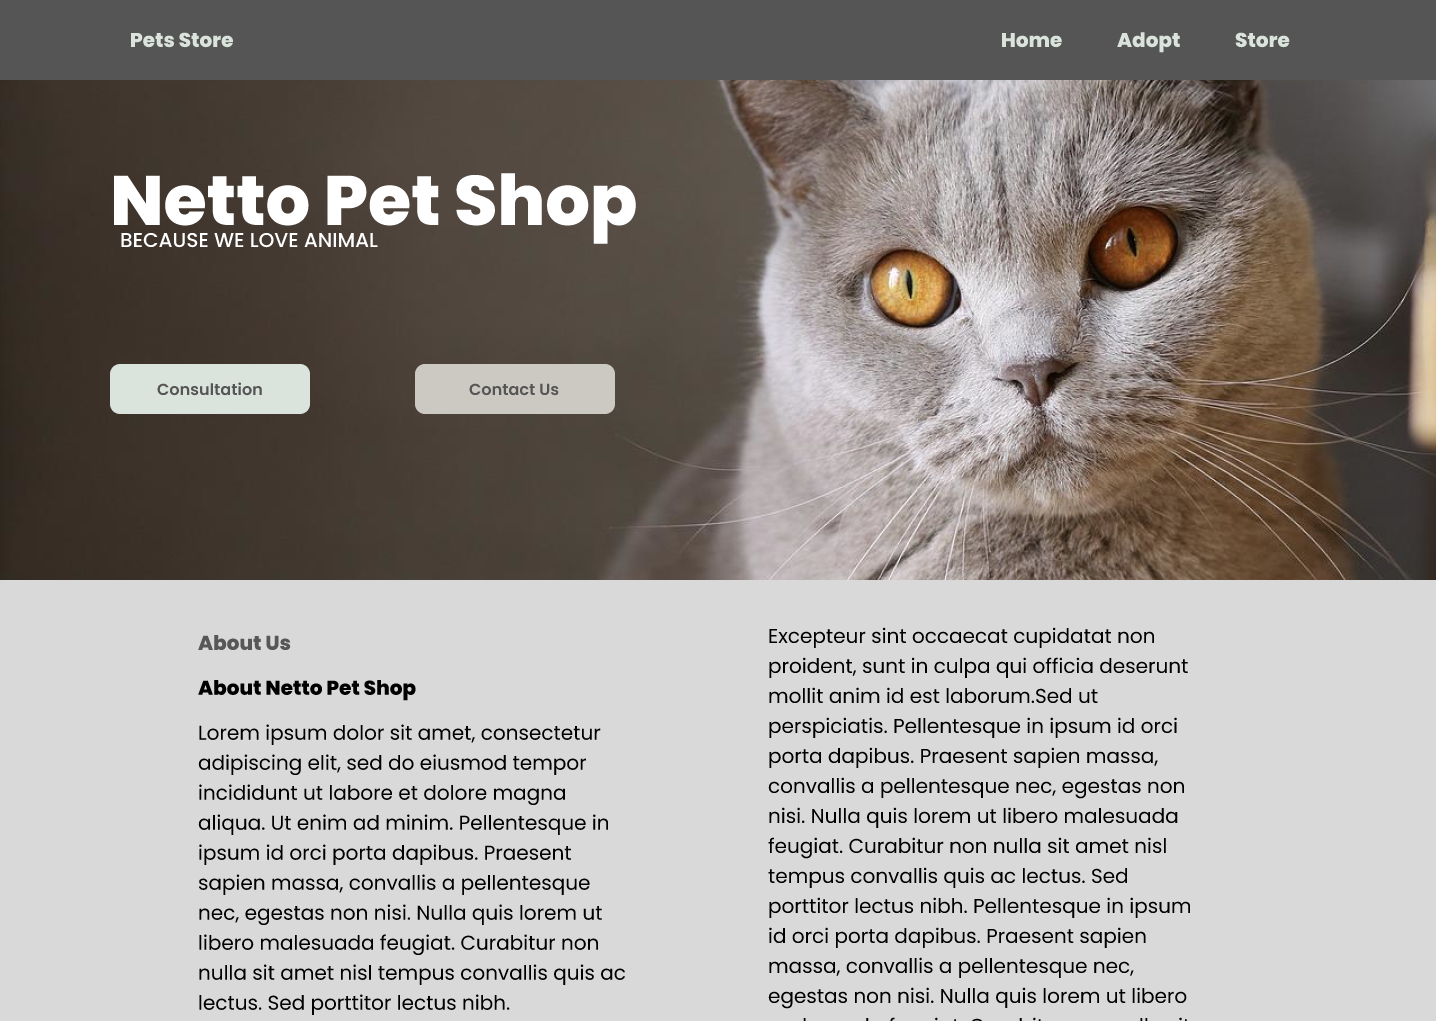 Pets Store
Home
Adopt
Store
Netto Pet Shop
BECAUSE WE LOVE ANIMAL
Consultation
Contact Us
About Us
About Netto Pet Shop
Lorem ipsum dolor sit amet, consectetur
adipiscing elit, sed do eiusmod tempor
incididunt ut labore et dolore magna
aliqua. Ut enim ad minim. Pellentesque in
ipsum id orci porta dapibus. Praesent
sapien massa, convallis a pellentesque
nec, egestas non nisi. Nulla quis lorem ut
libero malesuada feugiat. Curabitur non
nulla sit amet nisl tempus convallis quis ac
lectus. Sed porttitor lectus nibh.
Excepteur sint occaecat cupidatat non
proident, sunt in culpa qui officia deserunt
mollit anim id est laborum.Sed ut
perspiciatis. Pellentesque in ipsum id orci
porta dapibus. Praesent sapien massa,
convallis a pellentesque nec, egestas non
nisi. Nulla quis lorem ut libero malesuada
feugiat. Curabitur non nulla sit amet nisl
tempus convallis quis ac lectus. Sed
porttitor lectus nibh. Pellentesque in ipsum
id orci porta dapibus. Praesent sapien
massa, convallis a pellentesque nec,
egestas non nisi. Nulla quis lorem ut libero